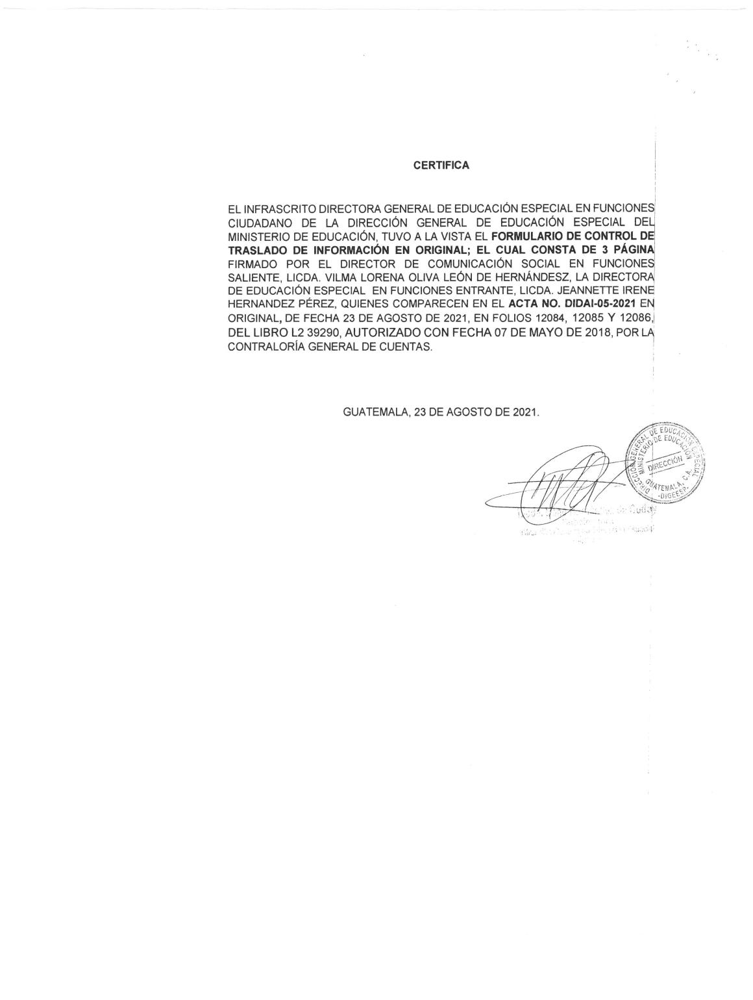 CERTIFICA
EL INFRASCRITO DIRECTORA GENERAL DE EDUCACIÓN ESPECIAL EN FUNCIONES
CIUDADANO DE LA DIRECCIÓN GENERAL DE EDUCACIÓN ESPECIAL DEL
MINISTERIO DE EDUCACIÓN, TUVO A LA VISTA EL FORMULARIO DE CONTROL DE
TRASLADO DE INFORMACIÓN EN ORIGINAL; EL CUAL CONSTA DE 3 PÁGINA
FIRMADO POR EL DIRECTOR DE COMUNICACIÓN SOCIAL EN FUNCIONES
SALIENTE, LICDA. VILMA LORENA OLIVA LEÓN DE HERNÁNDESZ, LA DIRECTORA
DE EDUCACIÓN ESPECIAL EN FUNCIONES ENTRANTE, LICDA. JEANNETTE IRENE
HERNANDEZ PÉREZ, QUIENES COMPARECEN EN EL ACTA NO. DIDAI-05-2021 EN
ORIGINAL, DE FECHA 23 DE AGOSTO DE 2021, EN FOLIOS 12084, 12085 Y 12086,
DEL LIBRO L2 39290, AUTORIZADO CON FECHA 07 DE MAYO DE 2018, POR LA
CONTRALORÍA GENERAL DE CUENTAS.
GUATEMALA, 23 DE AGOSTO DE 2021.
DIRECCIÓN GENERAL DE EDUCACIÓN ESPECIAL
MINISTERIO DE EDUCACIÓN
DIRECCIÓN
GUATEMALA, C.A.
-DIGEESP-